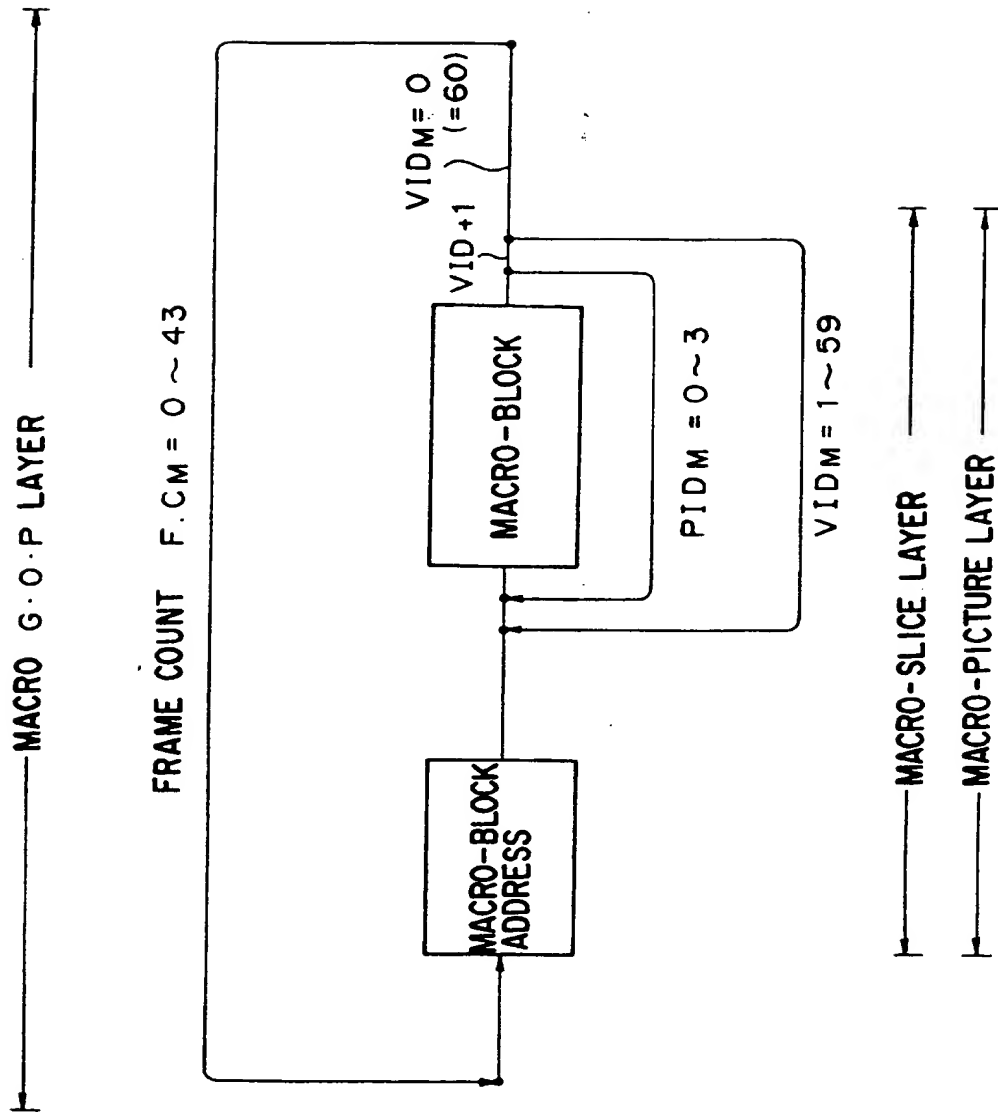 MACRO G·O·P LAYER
FRAME COUNT F.CM = 0 ~ 43
VIDM = 0
(=60)
VID+1
MACRO-BLOCK
ADDRESS
MACRO-BLOCK
PIDM = 0 ~ 3
VIDM = 1 ~ 59
MACRO-SLICE LAYER
MACRO-PICTURE LAYER